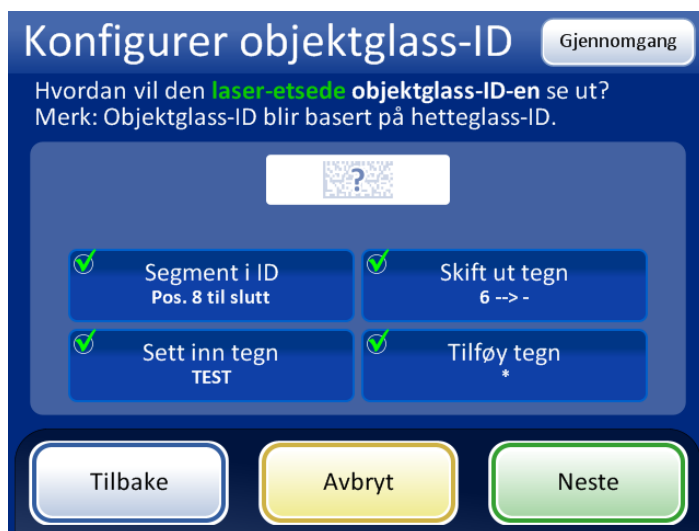 Konfigurer objektglass-ID
Gjennomgang
Hvordan vil den laser-etsede objektglass-ID-en se ut?
Merk: Objektglass-ID blir basert på hetteglass-ID.
?
Segment i ID
Pos. 8 til slutt
Skift ut tegn
6 --> -
Sett inn tegn
TEST
Tilføy tegn
*
Tilbake
Avbryt
Neste